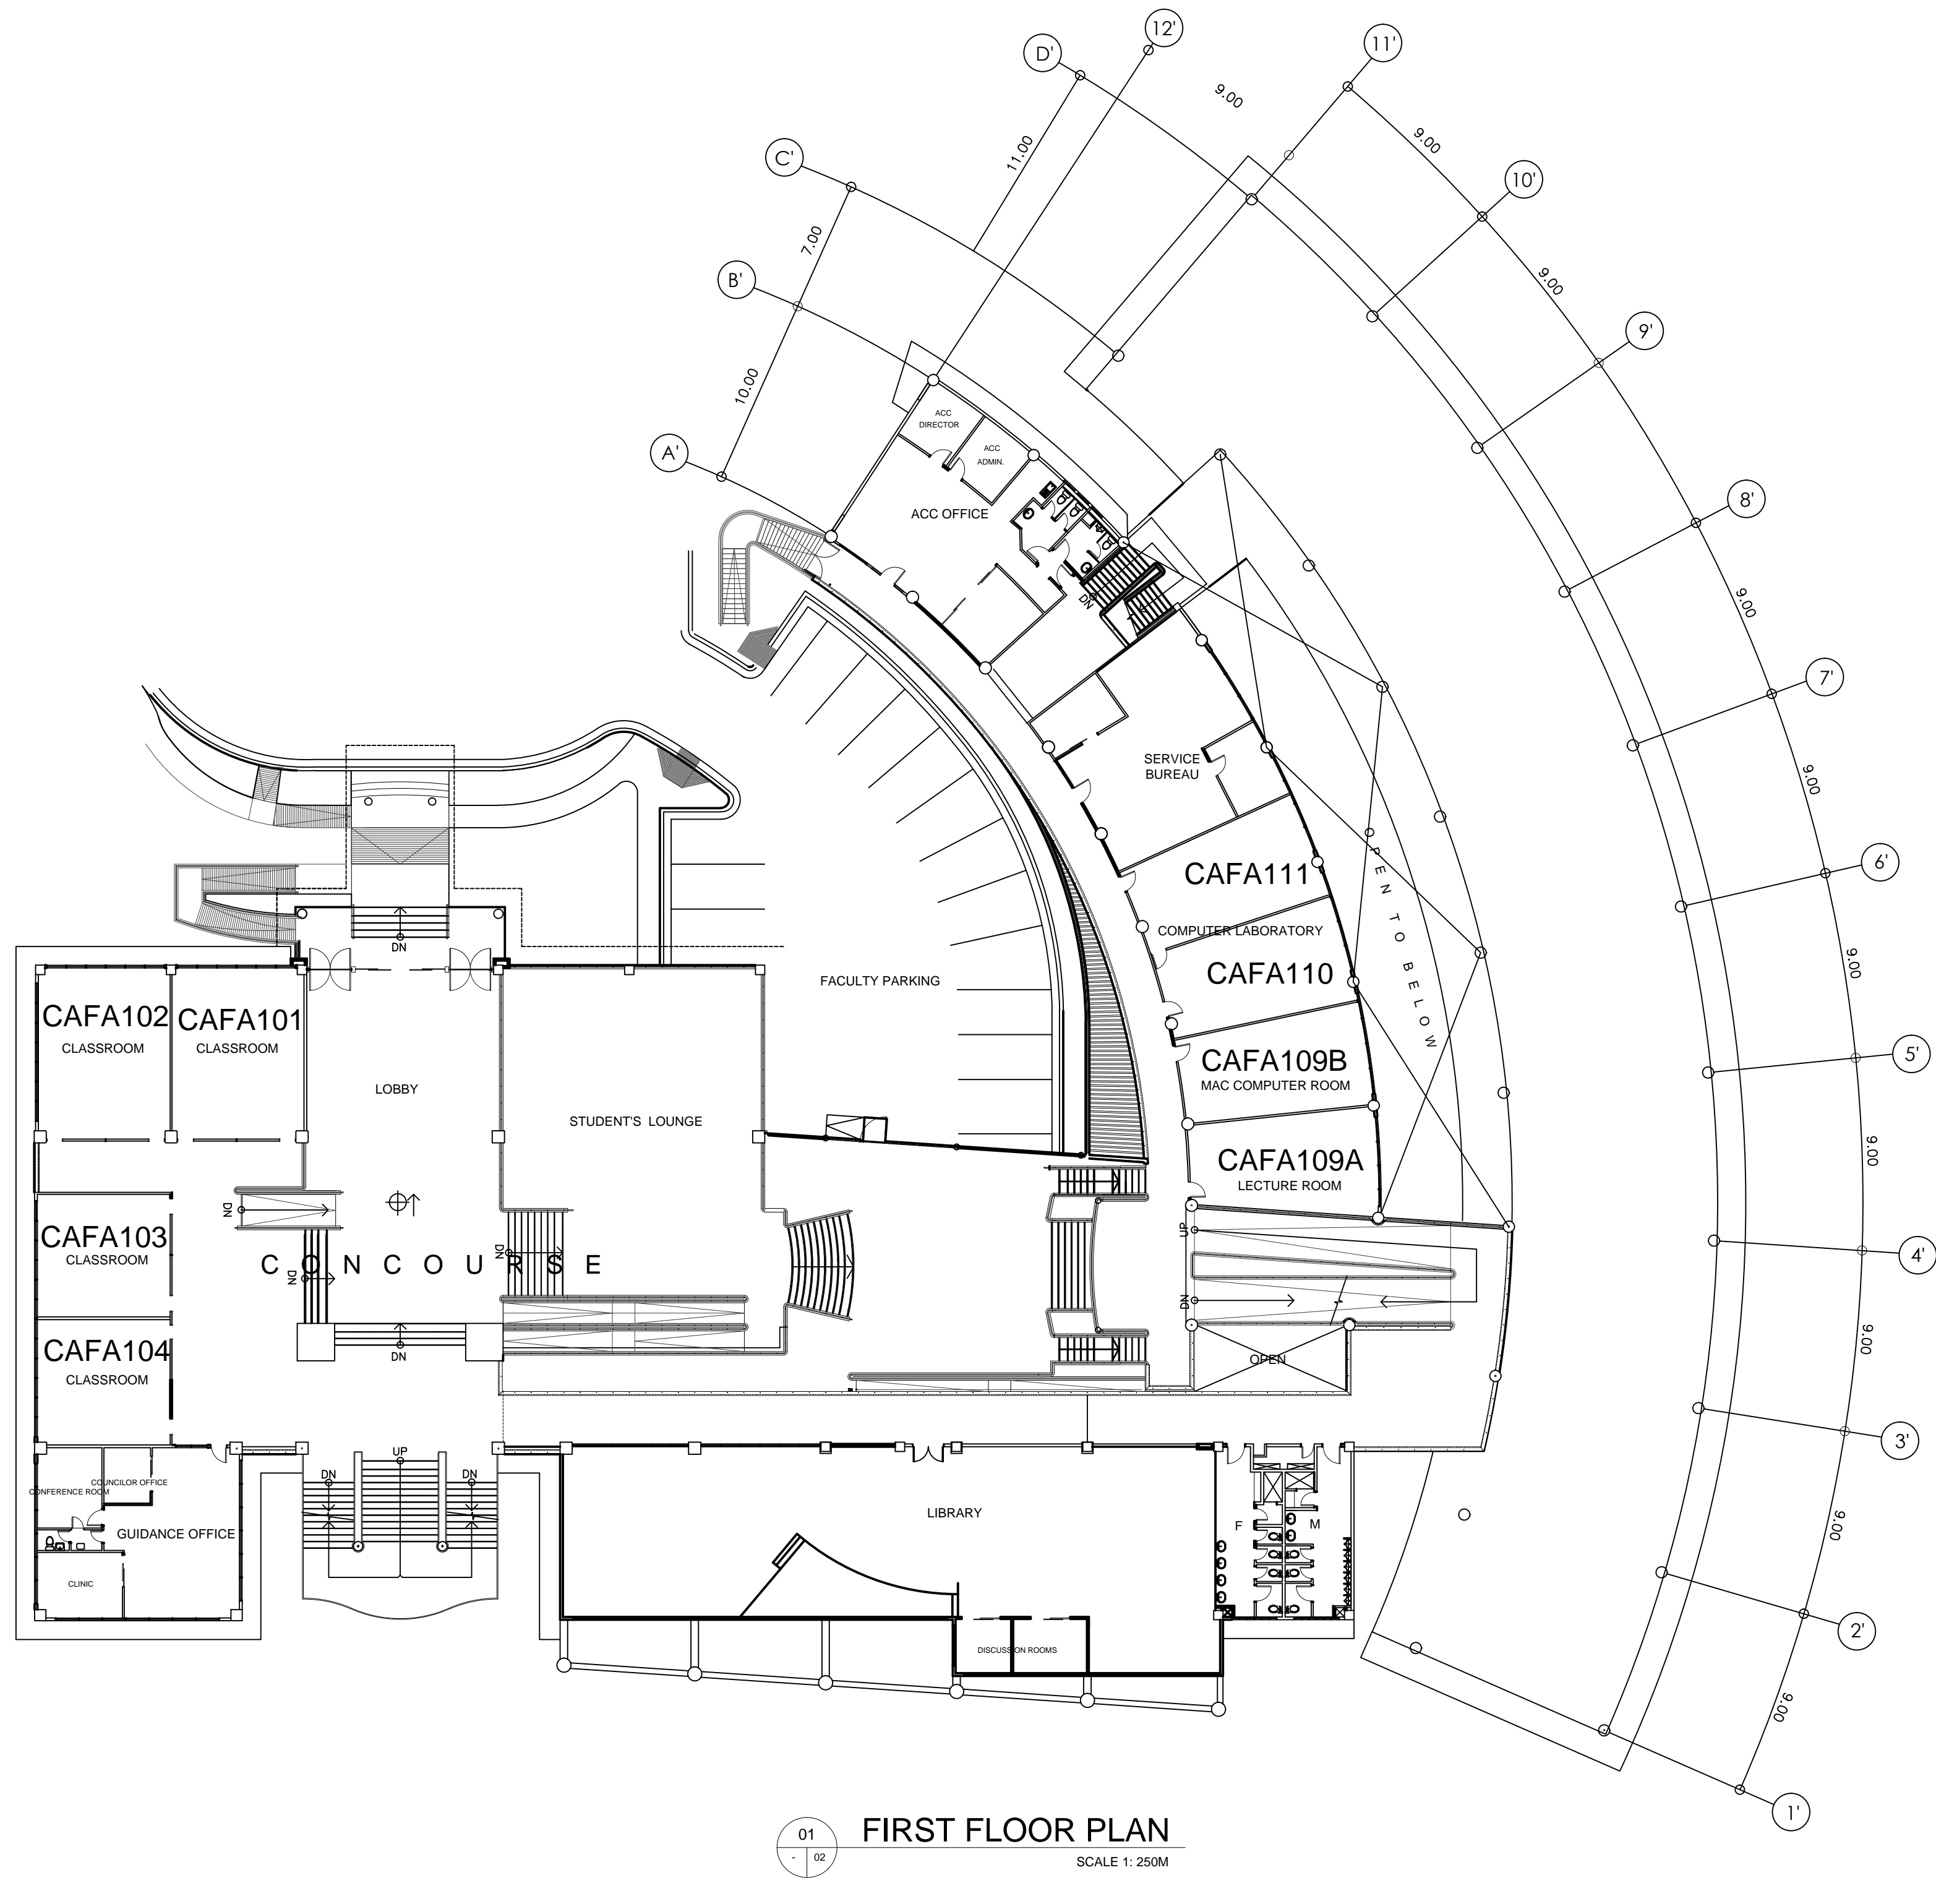 12'
11'
D'
9.00
9.00
11.00
C'
10'
7.00
9.00
B'
9'
10.00
ACC
DIRECTOR
A'
ACC
ADMIN.
8'
ACC OFFICE
DN
9.00
7'
SERVICE
BUREAU
9.00
OPEN TO BELOW
6'
CAFA111
COMPUTER LABORATORY
DN
9.00
CAFA110
FACULTY PARKING
CAFA102
CLASSROOM
CAFA101
CLASSROOM
5'
CAFA109B
MAC COMPUTER ROOM
LOBBY
STUDENT'S LOUNGE
9.00
CAFA109A
LECTURE ROOM
DN
UP
CAFA103
CLASSROOM
4'
CONCOURSE
DN
DN
DN
9.00
CAFA104
CLASSROOM
DN
OPEN
3'
UP
DN
DN
COUNCILOR OFFICE
CONFERENCE ROOM
GUIDANCE OFFICE
LIBRARY
F
M
9.00
CLINIC
2'
DISCUSSION ROOMS
9.00
1'
01
- 02
FIRST FLOOR PLAN
SCALE 1: 250M